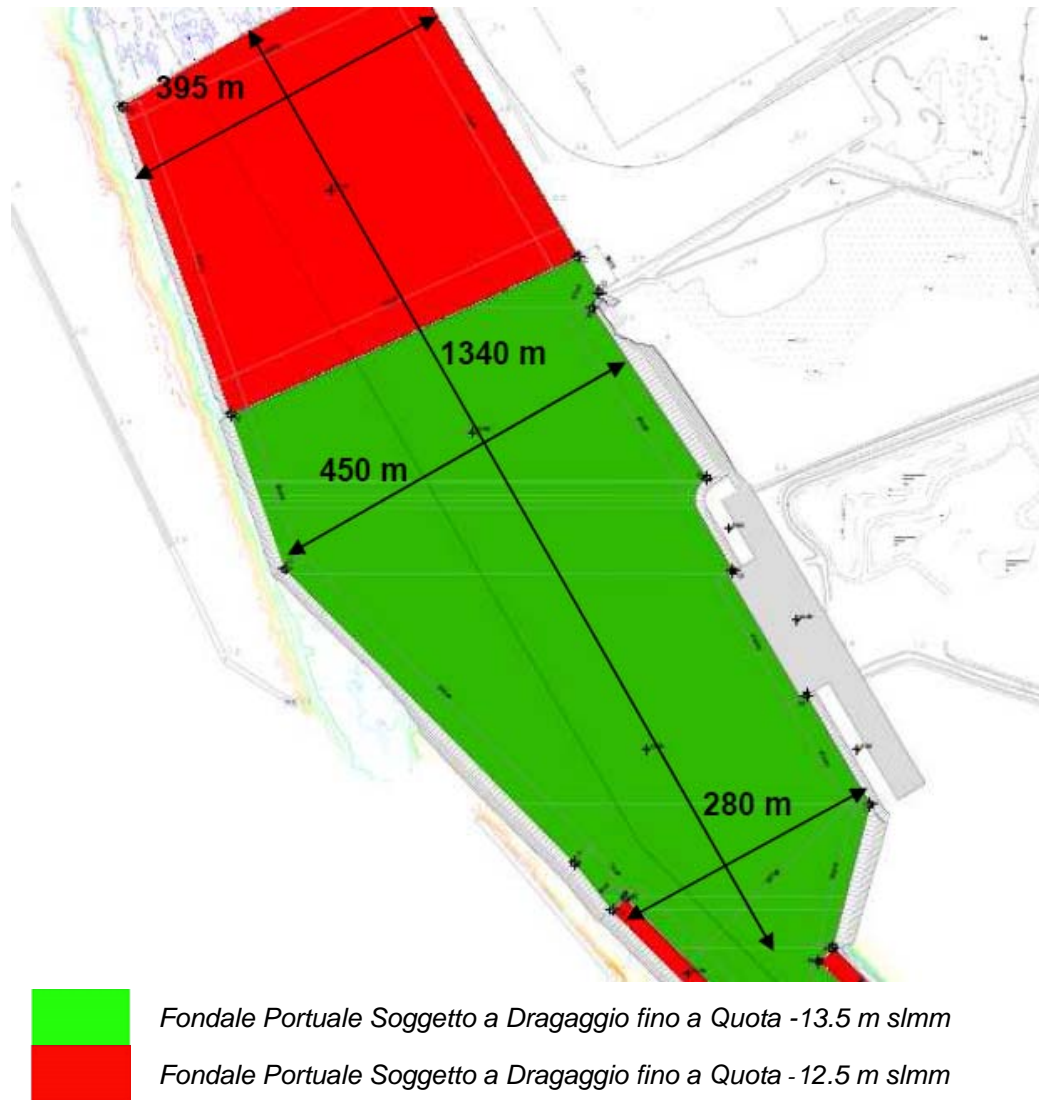 395 m
1340 m
450 m
280 m
Fondale Portuale Soggetto a Dragaggio fino a Quota -13.5 m slmm
Fondale Portuale Soggetto a Dragaggio fino a Quota -12.5 m slmm